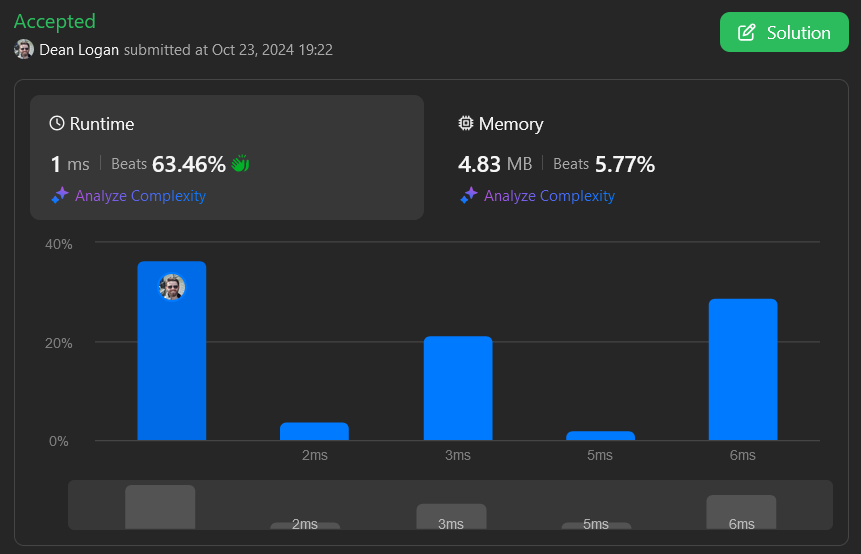 Accepted
Dean Logan submitted at Oct 23, 2024 19:22
Solution
Runtime
1 ms | Beats 63.46%
Analyze Complexity
Memory
4.83 MB | Beats 5.77%
Analyze Complexity
40%
20%
0%
2ms 3ms 5ms 6ms
2ms 3ms 5ms 6ms